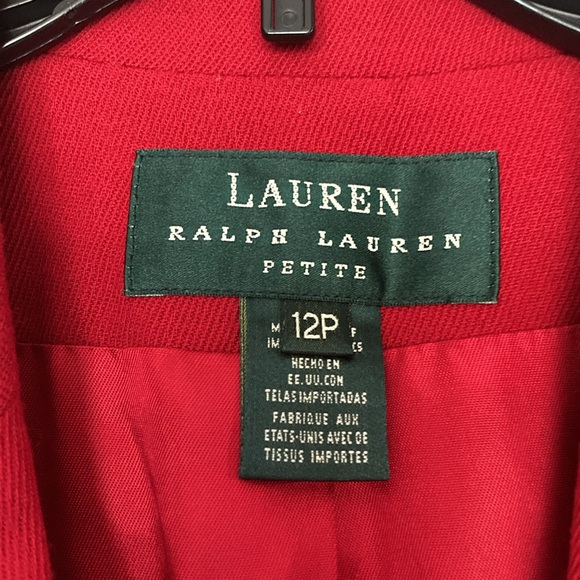 LAUREN
RALPH LAUREN
PETITE
12P
HECHO EN
EE.UU.CON
TELAS IMPORTADAS
FABRIQUE AUX
ETATS-UNIS AVEC DE
TISSUS IMPORTES